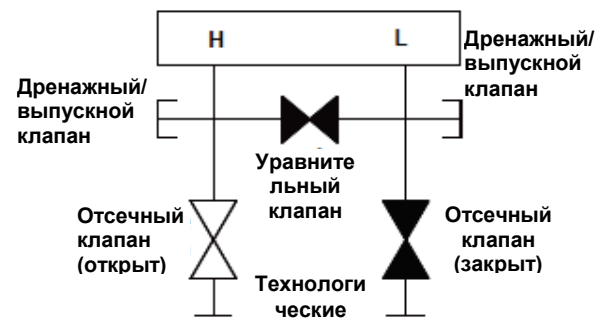 H
L
Дренажный/
выпускной
клапан
Дренажный/
выпускной
клапан
Уравните
льный
клапан
Отсечный
клапан
(открыт)
Отсечный
клапан
(закрыт)
Технологи
ческие